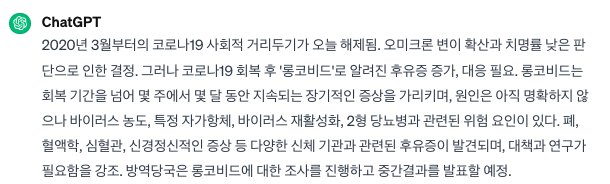 ChatGPT
2020년 3월부터의 코로나19 사회적 거리두기가 오늘 해제됨. 오미크론 변이 확산과 치명률 낮은 판
단으로 인한 결정. 그러나 코로나19 회복 후 '롱코비드'로 알려진 후유증 증가, 대응 필요. 롱코비드는
회복 기간을 넘어 몇 주에서 몇 달 동안 지속되는 장기적인 증상을 가리키며, 원인은 아직 명확하지 않
으나 바이러스 농도, 특정 자가항체, 바이러스 재활성화, 2형 당뇨병과 관련된 위험 요인이 있다. 폐,
혈액학, 심혈관, 신경정신적인 증상 등 다양한 신체 기관과 관련된 후유증이 발견되며, 대책과 연구가
필요함을 강조. 방역당국은 롱코비드에 대한 조사를 진행하고 중간결과를 발표할 예정.